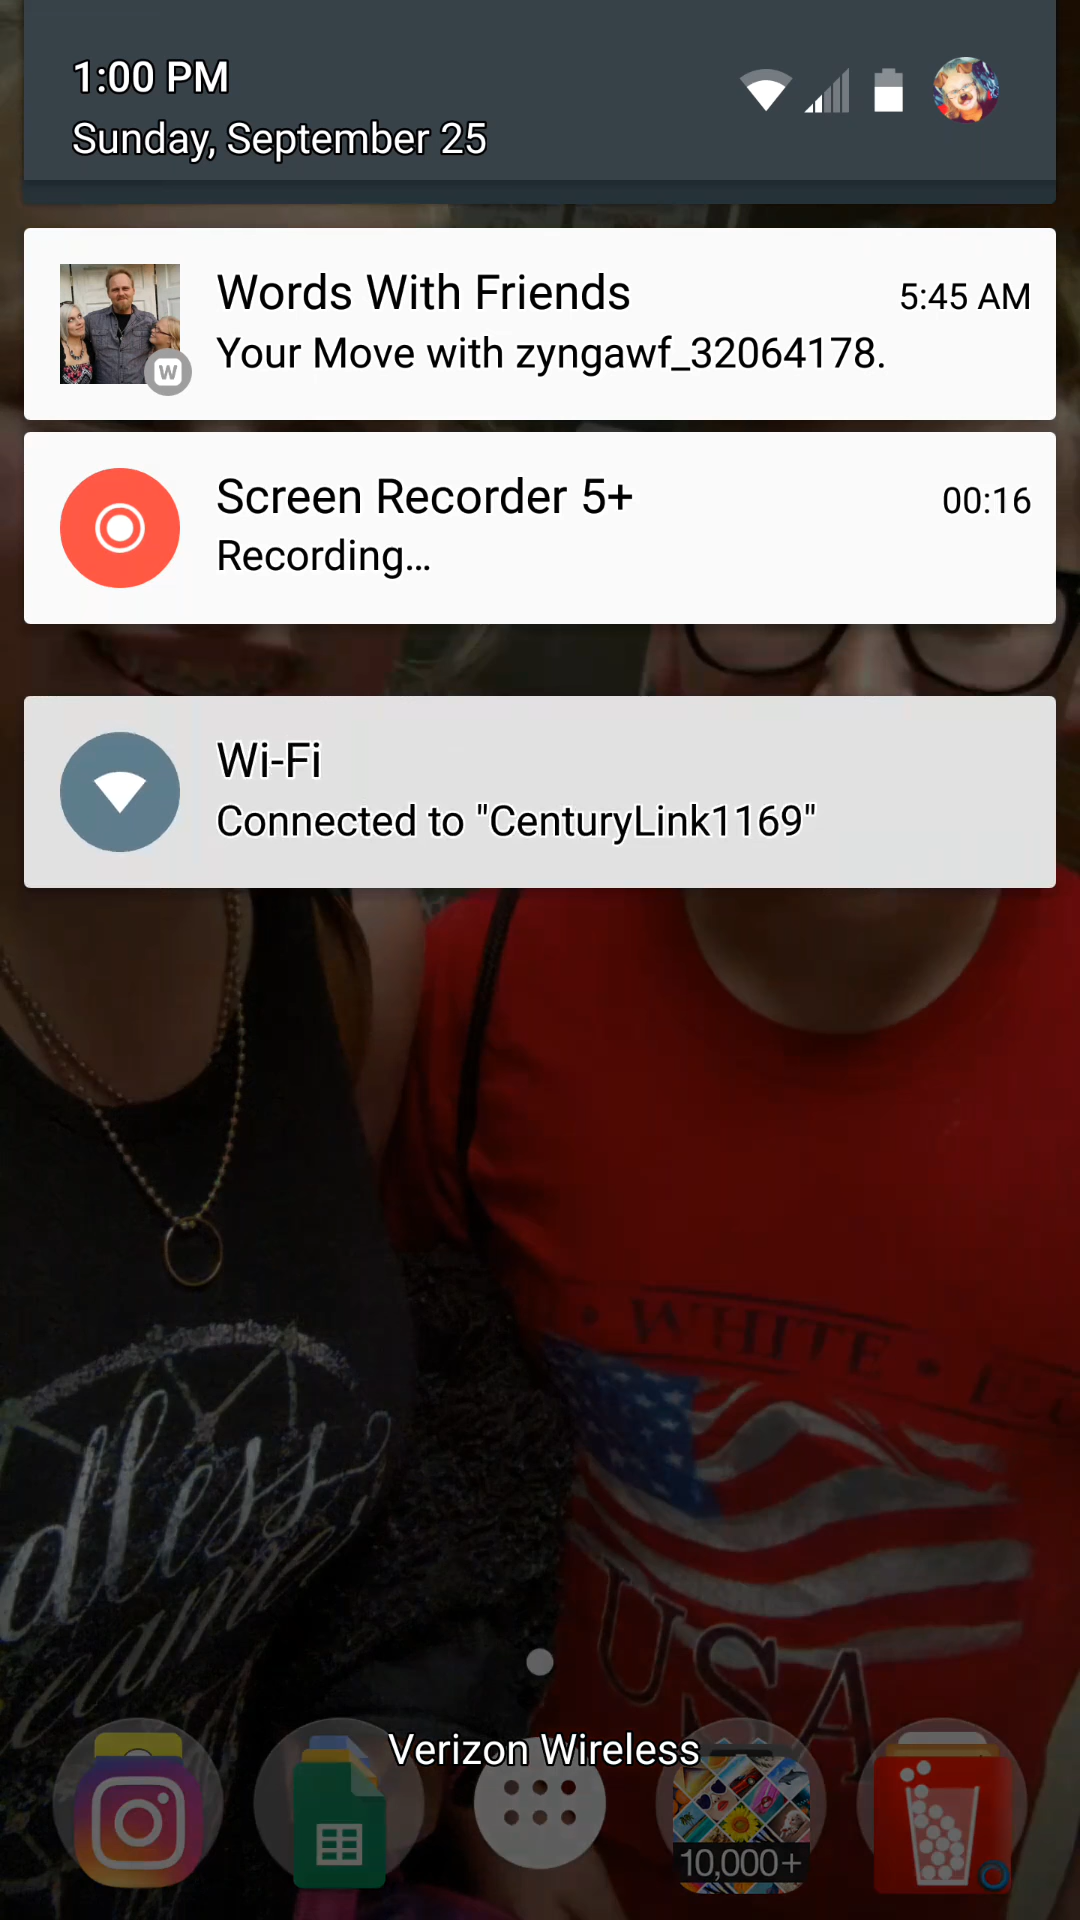 1:00 PM
Sunday, September 25
Words With Friends
5:45 AM
Your Move with zyngawf_32064178.
W
Screen Recorder 5+
00:16
Recording...
Wi-Fi
Connected to "CenturyLink1169"
• WHITE •
dless
USA
Verizon Wireless
10,000+